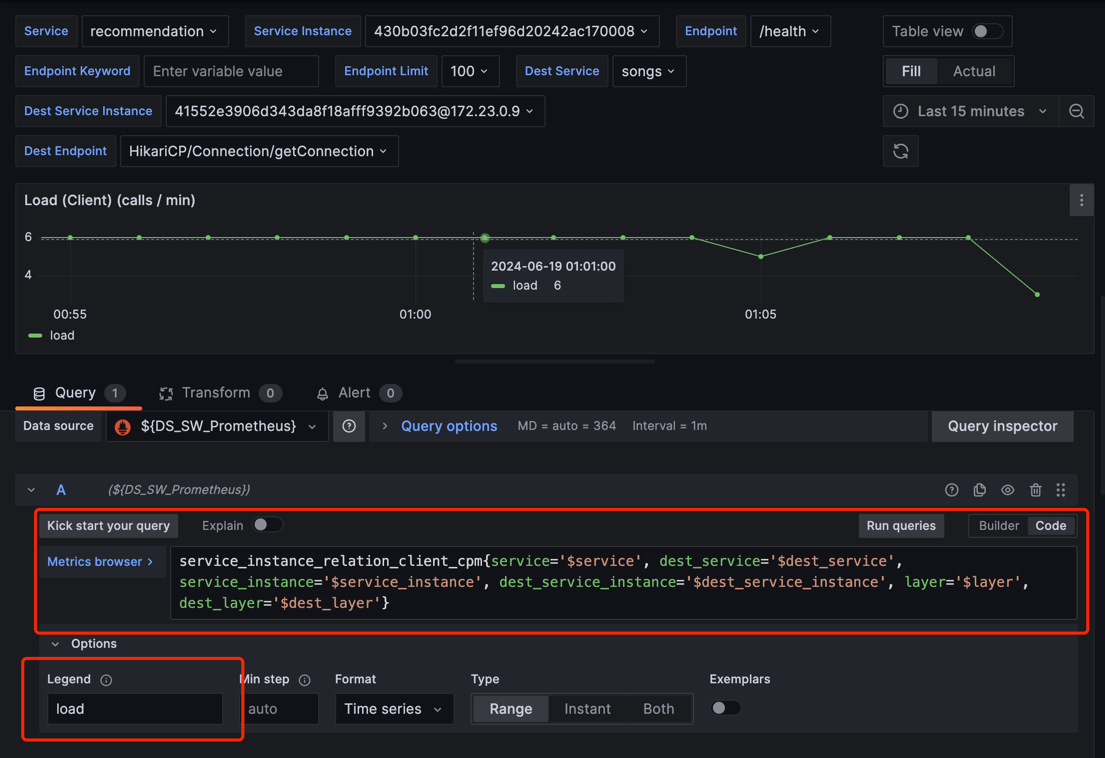 Service recommendation Service Instance 430b03fc2d2f11ef96d20242ac170008 Endpoint /health Table view
Endpoint Keyword Enter variable value Endpoint Limit 100 Dest Service songs Fill Actual
Dest Service Instance 41552e3906d343da8f18afff9392b063@172.23.0.9 Last 15 minutes
Dest Endpoint HikariCP/Connection/getConnection
Load (Client) (calls / min)
6
2024-06-19 01:01:00
4
load 6
00:55 01:00 01:05
load
Query 1 Transform 0 Alert 0
Data source ${DS_SW_Prometheus} Query options MD = auto = 364 Interval = 1m Query inspector
A (${DS_SW_Prometheus})
Kick start your query Explain Run queries Builder Code
Metrics browser > service_instance_relation_client_cpm{service='$service', dest_service='$dest_service',
service_instance='$service_instance', dest_service_instance='$dest_service_instance', layer='$layer',
dest_layer='$dest_layer'}
Options
Legend Min step Format Type Exemplars
load auto Time series Range Instant Both